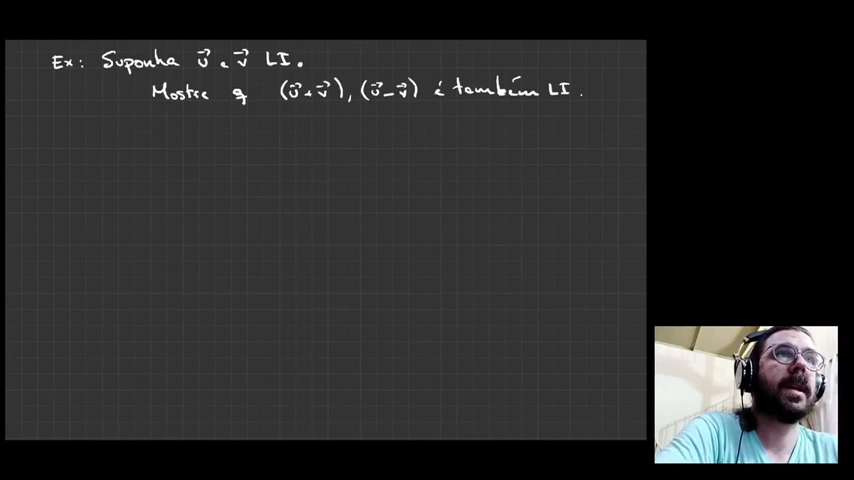 Ex: Suponha u⃗ e v⃗ LI.
Mostre q (u⃗+v⃗), (u⃗-v⃗) é também LI.